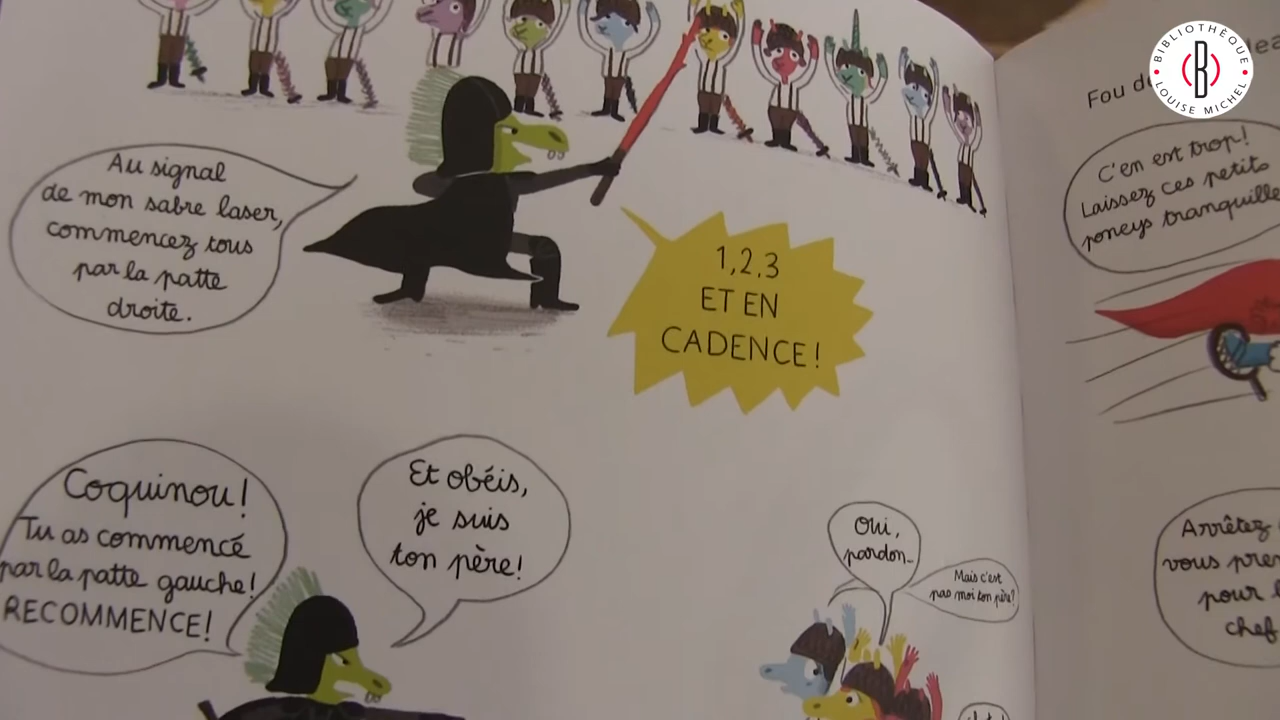 Au signal
de mon sabre laser,
commencez tous
par la patte
droite.
1,2,3
ET EN
CADENCE!
Coquinou!
Tu as commencé
par la patte gauche!
RECOMMENCE!
Et obéis,
je suis
ton père!
Oui,
pardon...
Mais c'est
pas moi ton père?
Fou de
C'en est trop!
Laissez ces petits
poneys tranquille
Arrêtez
vous
pour
chef
BIBLIOTHÈQUE
LOUISE MICHEL
B